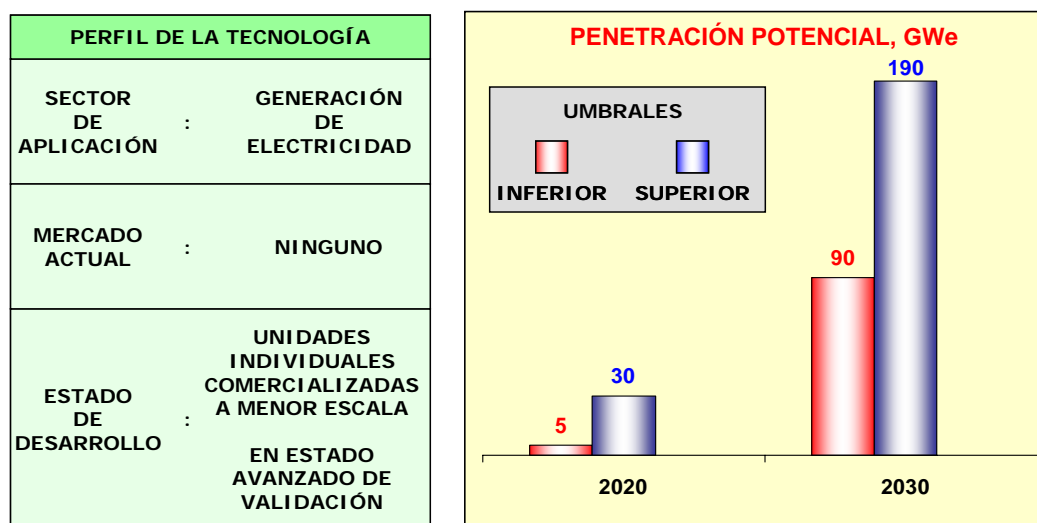 PERFIL DE LA TECNOLOGÍA
SECTOR
DE
APLICACIÓN
:
GENERACIÓN
DE
ELECTRICIDAD
MERCADO
ACTUAL
:
NINGUNO
ESTADO
DE
DESARROLLO
:
UNIDADES
INDIVIDUALES
COMERCIALIZADAS
A MENOR ESCALA
EN ESTADO
AVANZADO DE
VALIDACIÓN
PENETRACIÓN POTENCIAL, GWe
UMBRALES
INFERIOR SUPERIOR
5
30
90
190
2020
2030